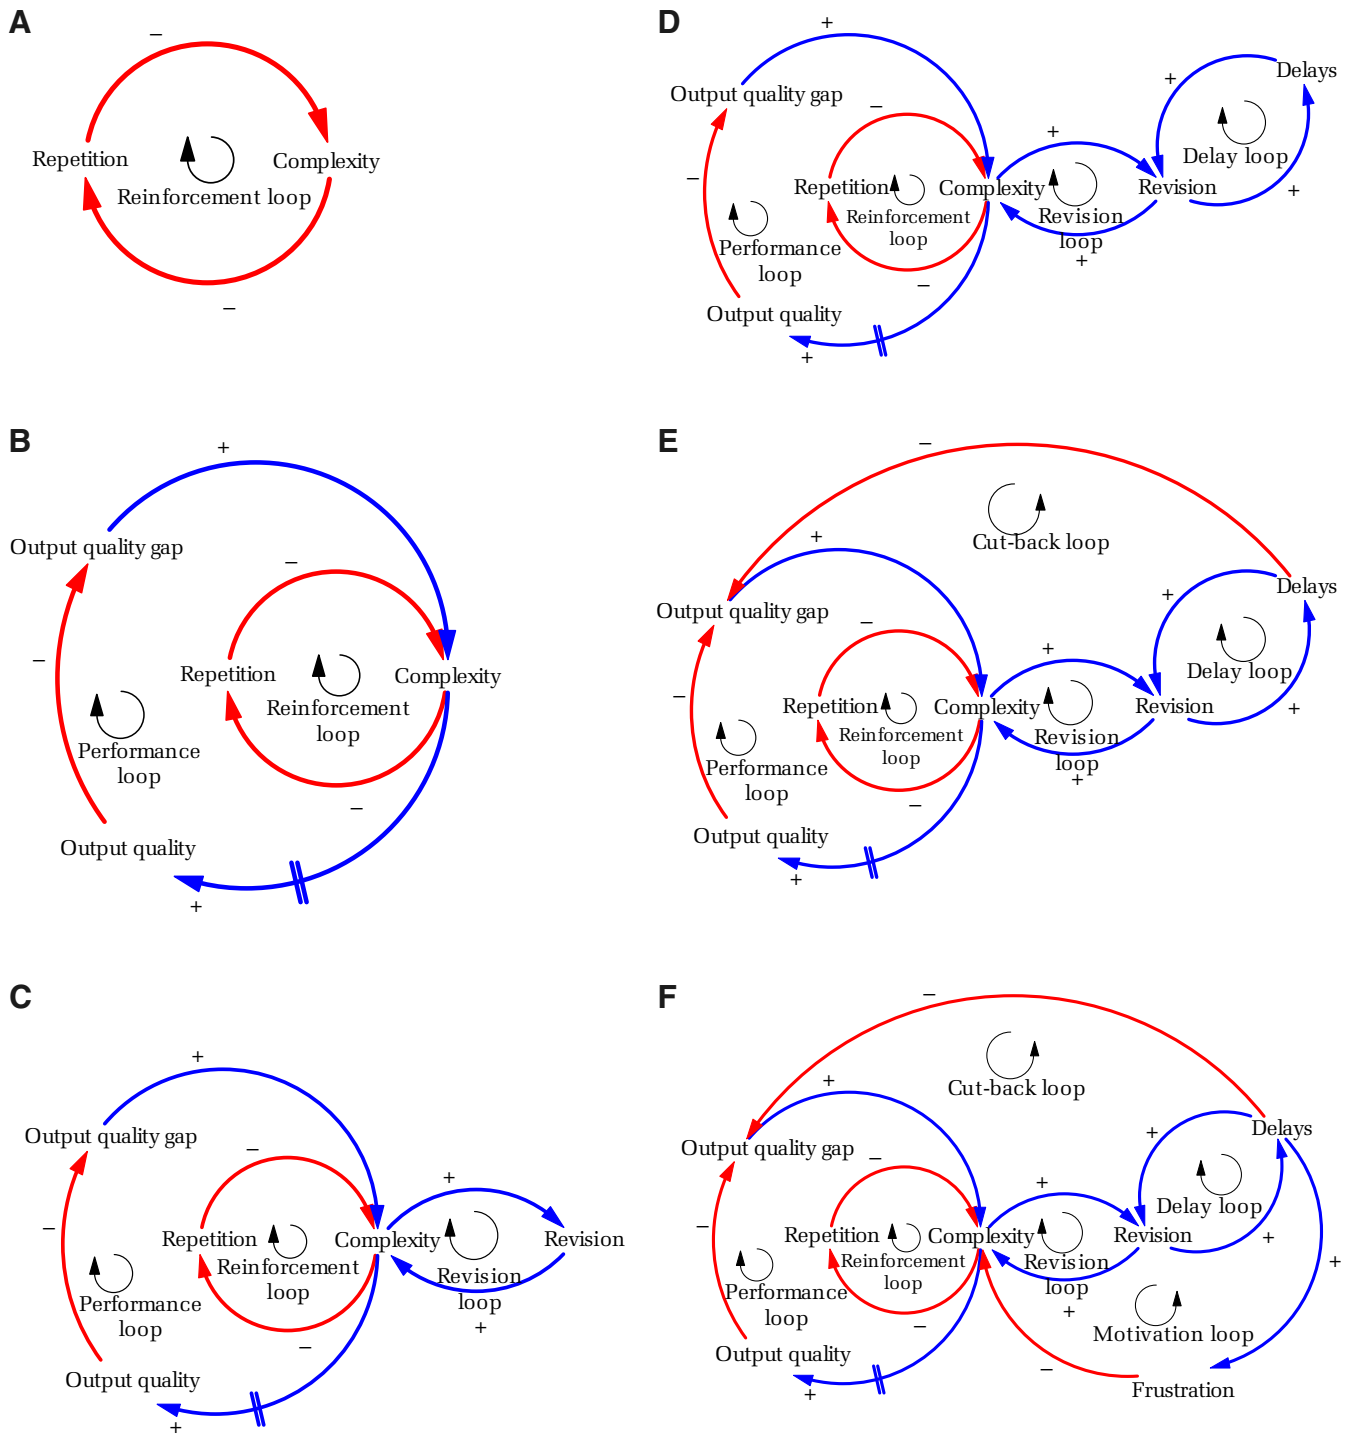 A
−
Repetition
Complexity
Reinforcement loop
−
B
+
Output quality gap
−
−
Repetition
Complexity
Reinforcement
loop
Performance
loop
−
Output quality
+
C
+
Output quality gap
−
+
−
Repetition
Complexity
Revision
Reinforcement
loop
Revision
loop
+
Performance
loop
−
Output quality
+
D
+
Output quality gap
−
+
+
Delays
Delay loop
−
Repetition
Complexity
Revision
+
Reinforcement
loop
Revision
loop
+
Performance
loop
−
Output quality
+
E
−
Cut-back loop
+
Output quality gap
−
+
+
Delays
Delay loop
−
Repetition
Complexity
Revision
+
Reinforcement
loop
Revision
loop
+
Performance
loop
−
Output quality
+
F
−
Cut-back loop
+
Output quality gap
−
+
+
Delays
Delay loop
−
Repetition
Complexity
Revision
+
+
Reinforcement
loop
Revision
loop
+
Performance
loop
−
Motivation loop
Output quality
−
Frustration
+